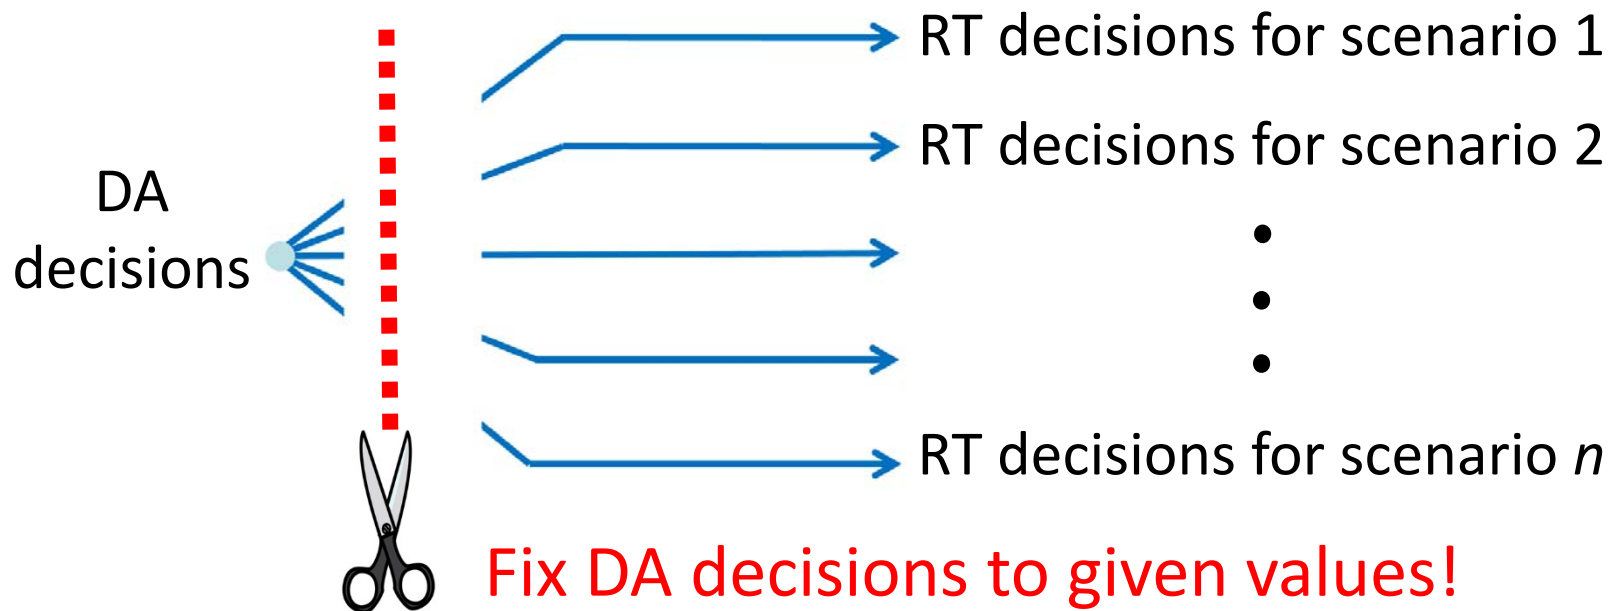 RT decisions for scenario 1
RT decisions for scenario 2
DA
decisions
RT decisions for scenario n
Fix DA decisions to given values!